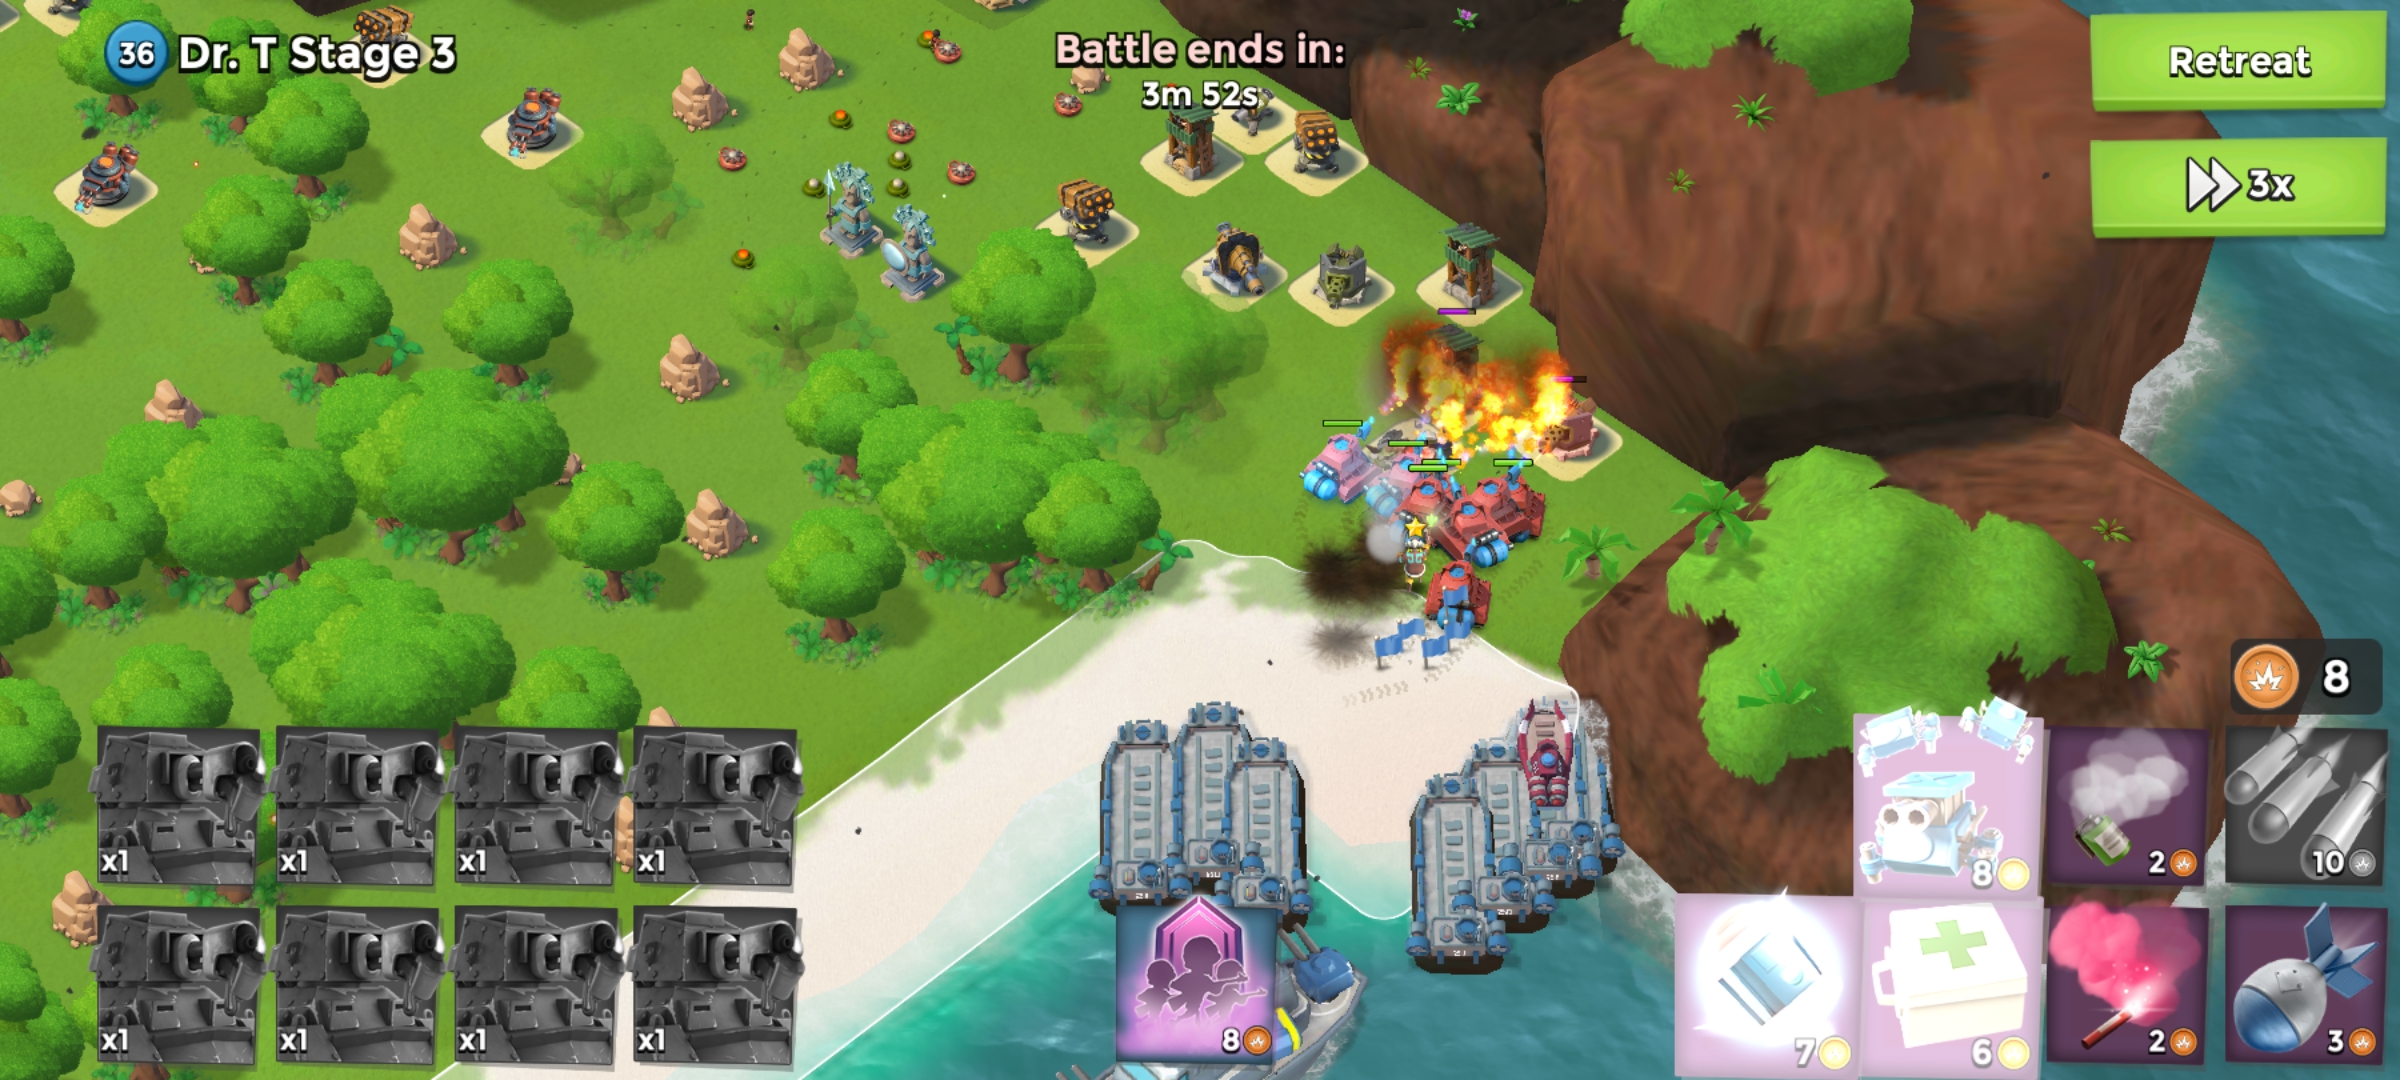 36 Dr. T Stage 3
Battle ends in:
3m 52s
Retreat
3x
8
x1 x1 x1 x1
8 2 10
x1 x1 x1 x1
8 7 6 2 3